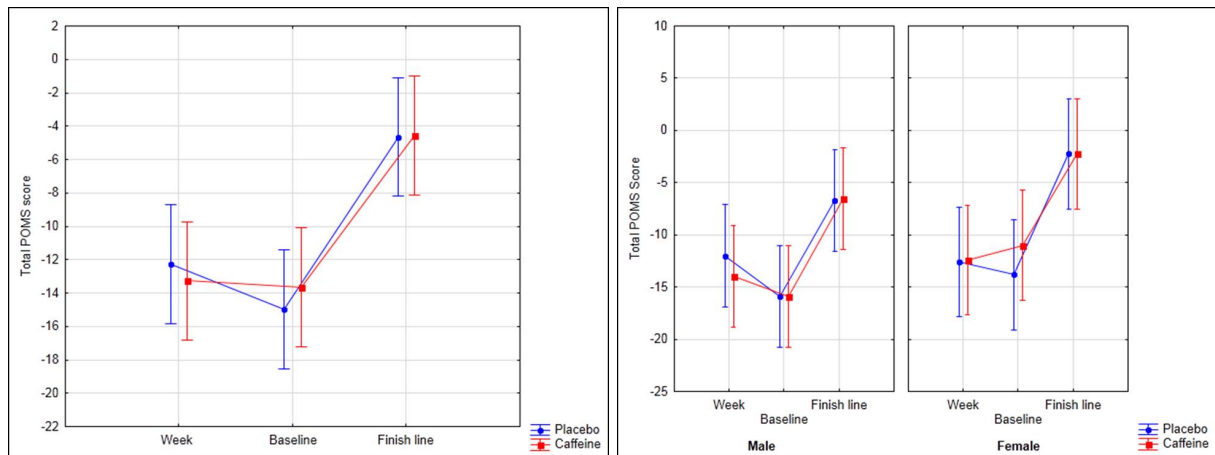 Total POMS score
2
0
-2
-4
-6
-8
-10
-12
-14
-16
-18
-20
-22
Week Baseline Finish line
Placebo
Caffeine
Total POMS Score
10
5
0
-5
-10
-15
-20
-25
Week Finish line Week Finish line
Baseline Baseline
Male Female
Placebo
Caffeine